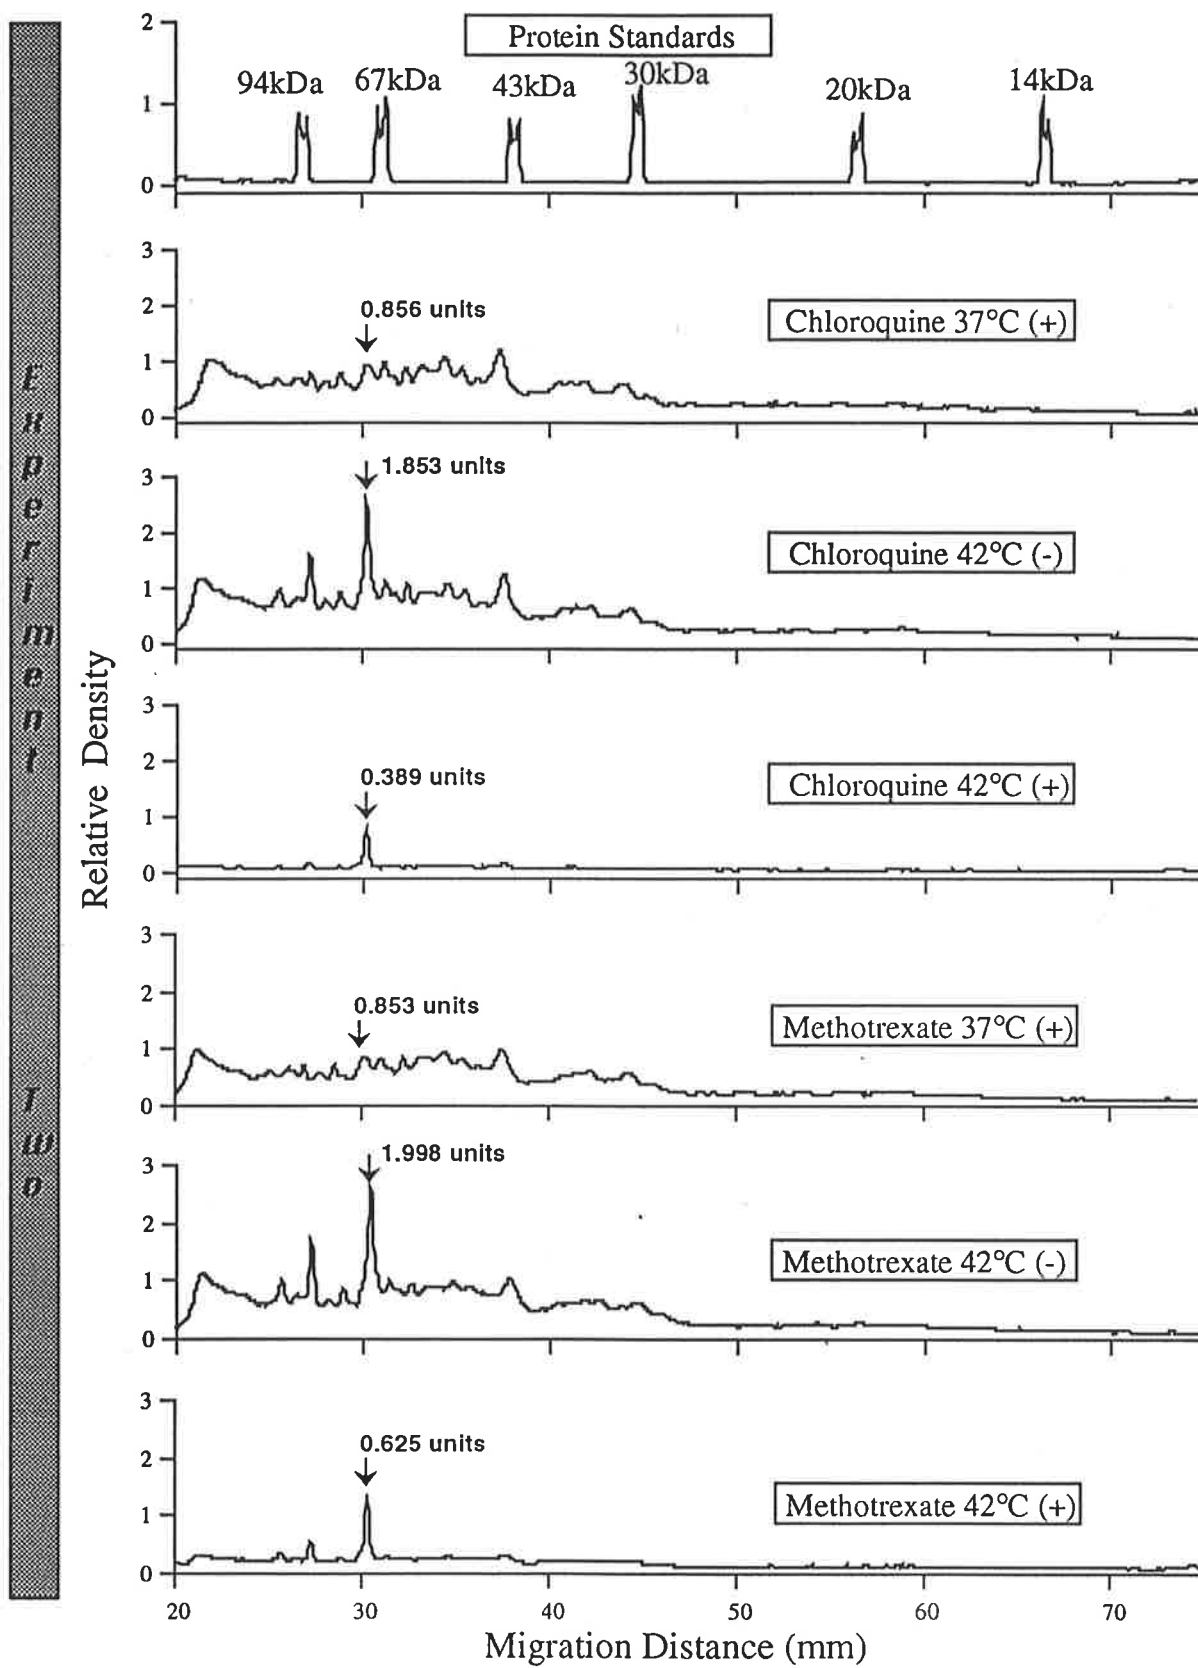 Experiment Two
Relative Density
Protein Standards
94kDa 67kDa 43kDa 30kDa 20kDa 14kDa
2
1
0
3
2
1
0
0.856 units
Chloroquine 37°C (+)
3
2
1
0
1.853 units
Chloroquine 42°C (-)
3
2
1
0
0.389 units
Chloroquine 42°C (+)
3
2
1
0
0.853 units
Methotrexate 37°C (+)
3
2
1
0
1.998 units
Methotrexate 42°C (-)
3
2
1
0
0.625 units
Methotrexate 42°C (+)
20 30 40 50 60 70
Migration Distance (mm)